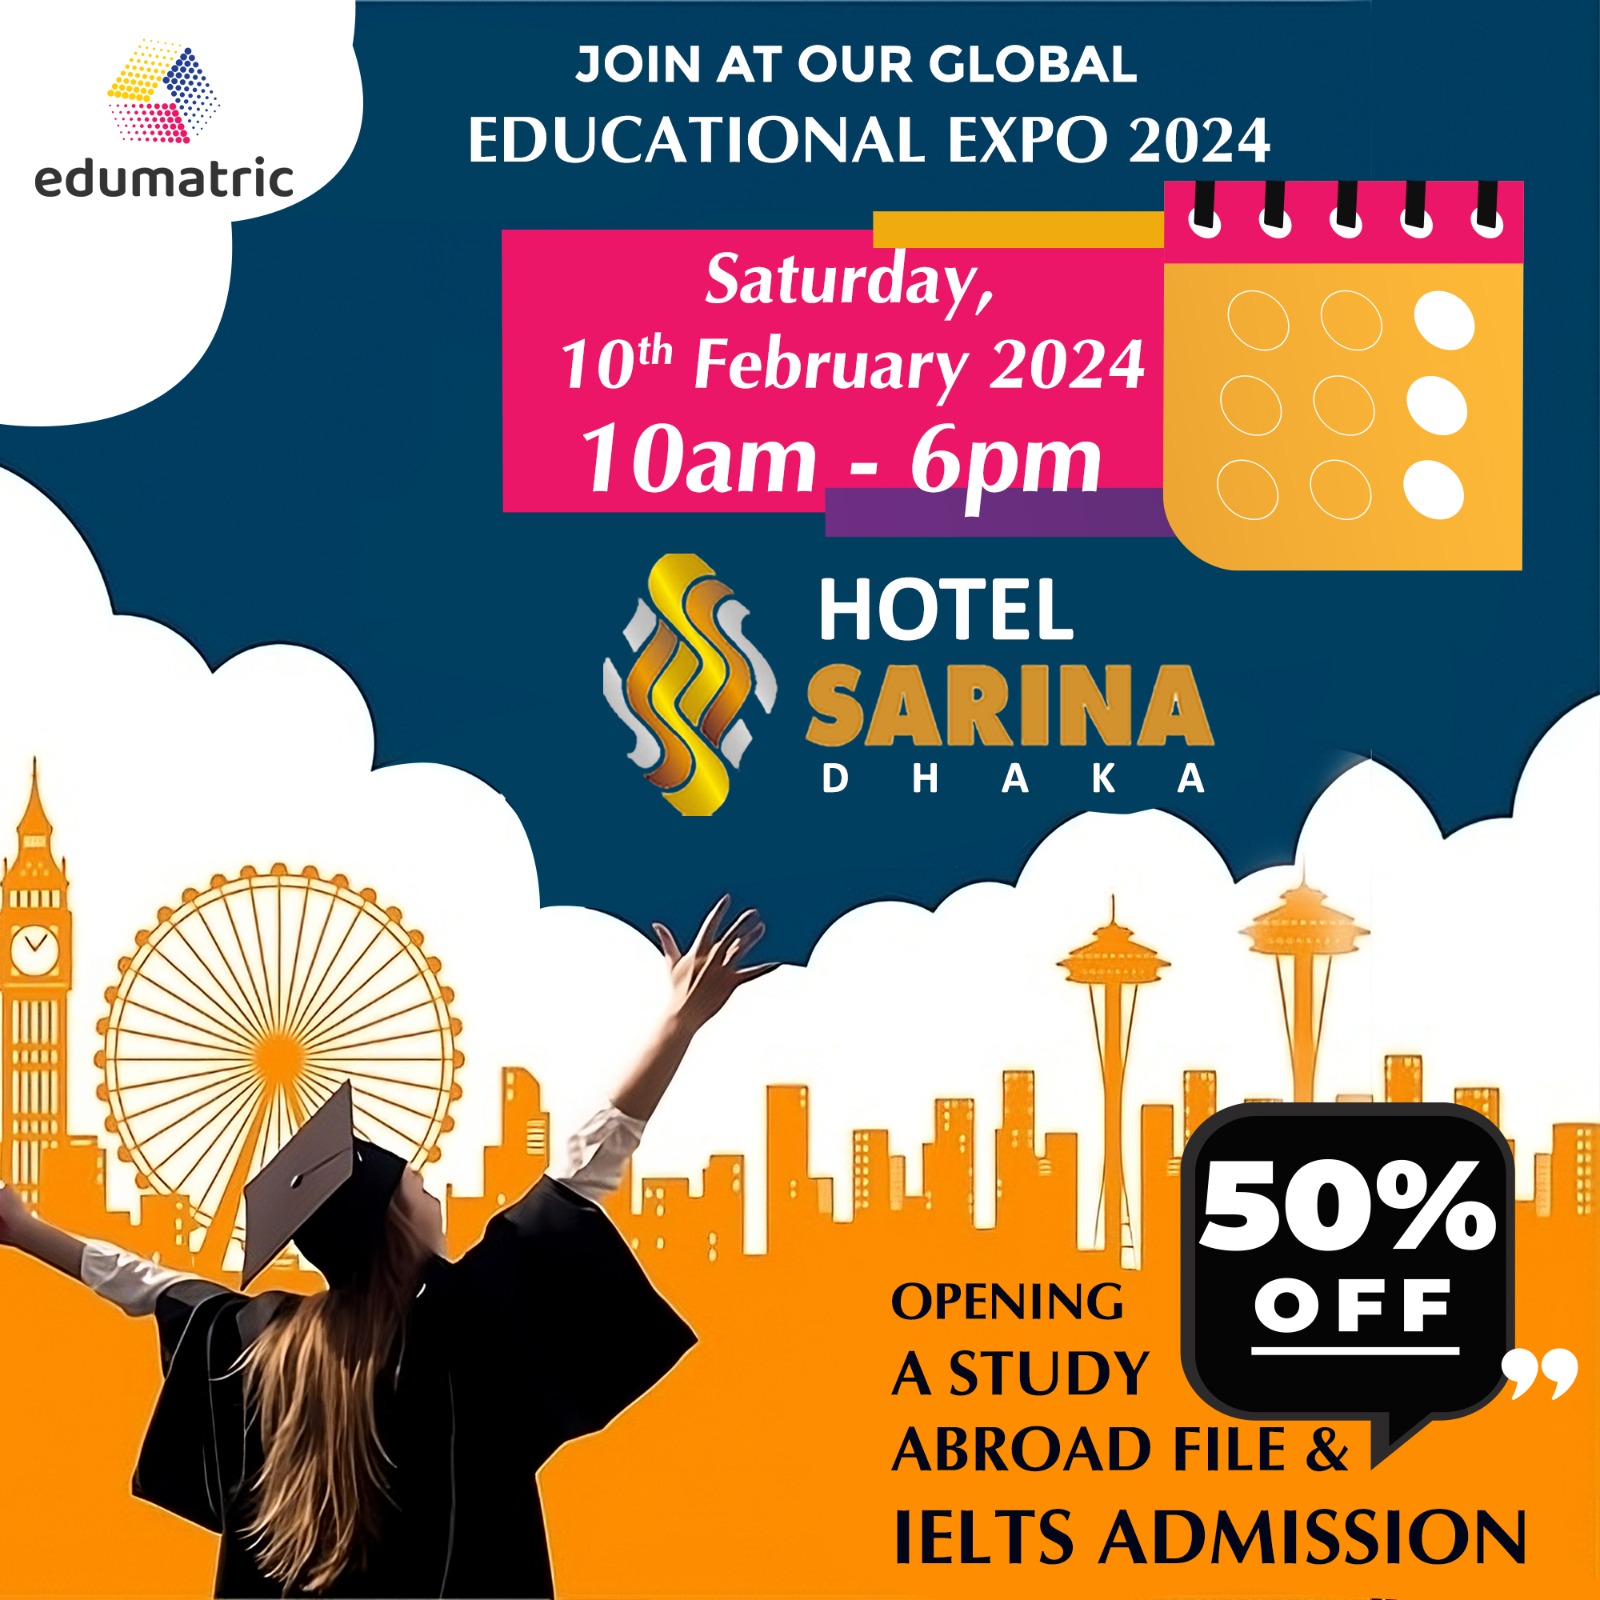 edumatric
JOIN AT OUR GLOBAL
EDUCATIONAL EXPO 2024
Saturday,
10th February 2024
10am - 6pm
HOTEL
SARINA
DHAKA
50%
OFF
OPENING
A STUDY
ABROAD FILE &
IELTS ADMISSION
”